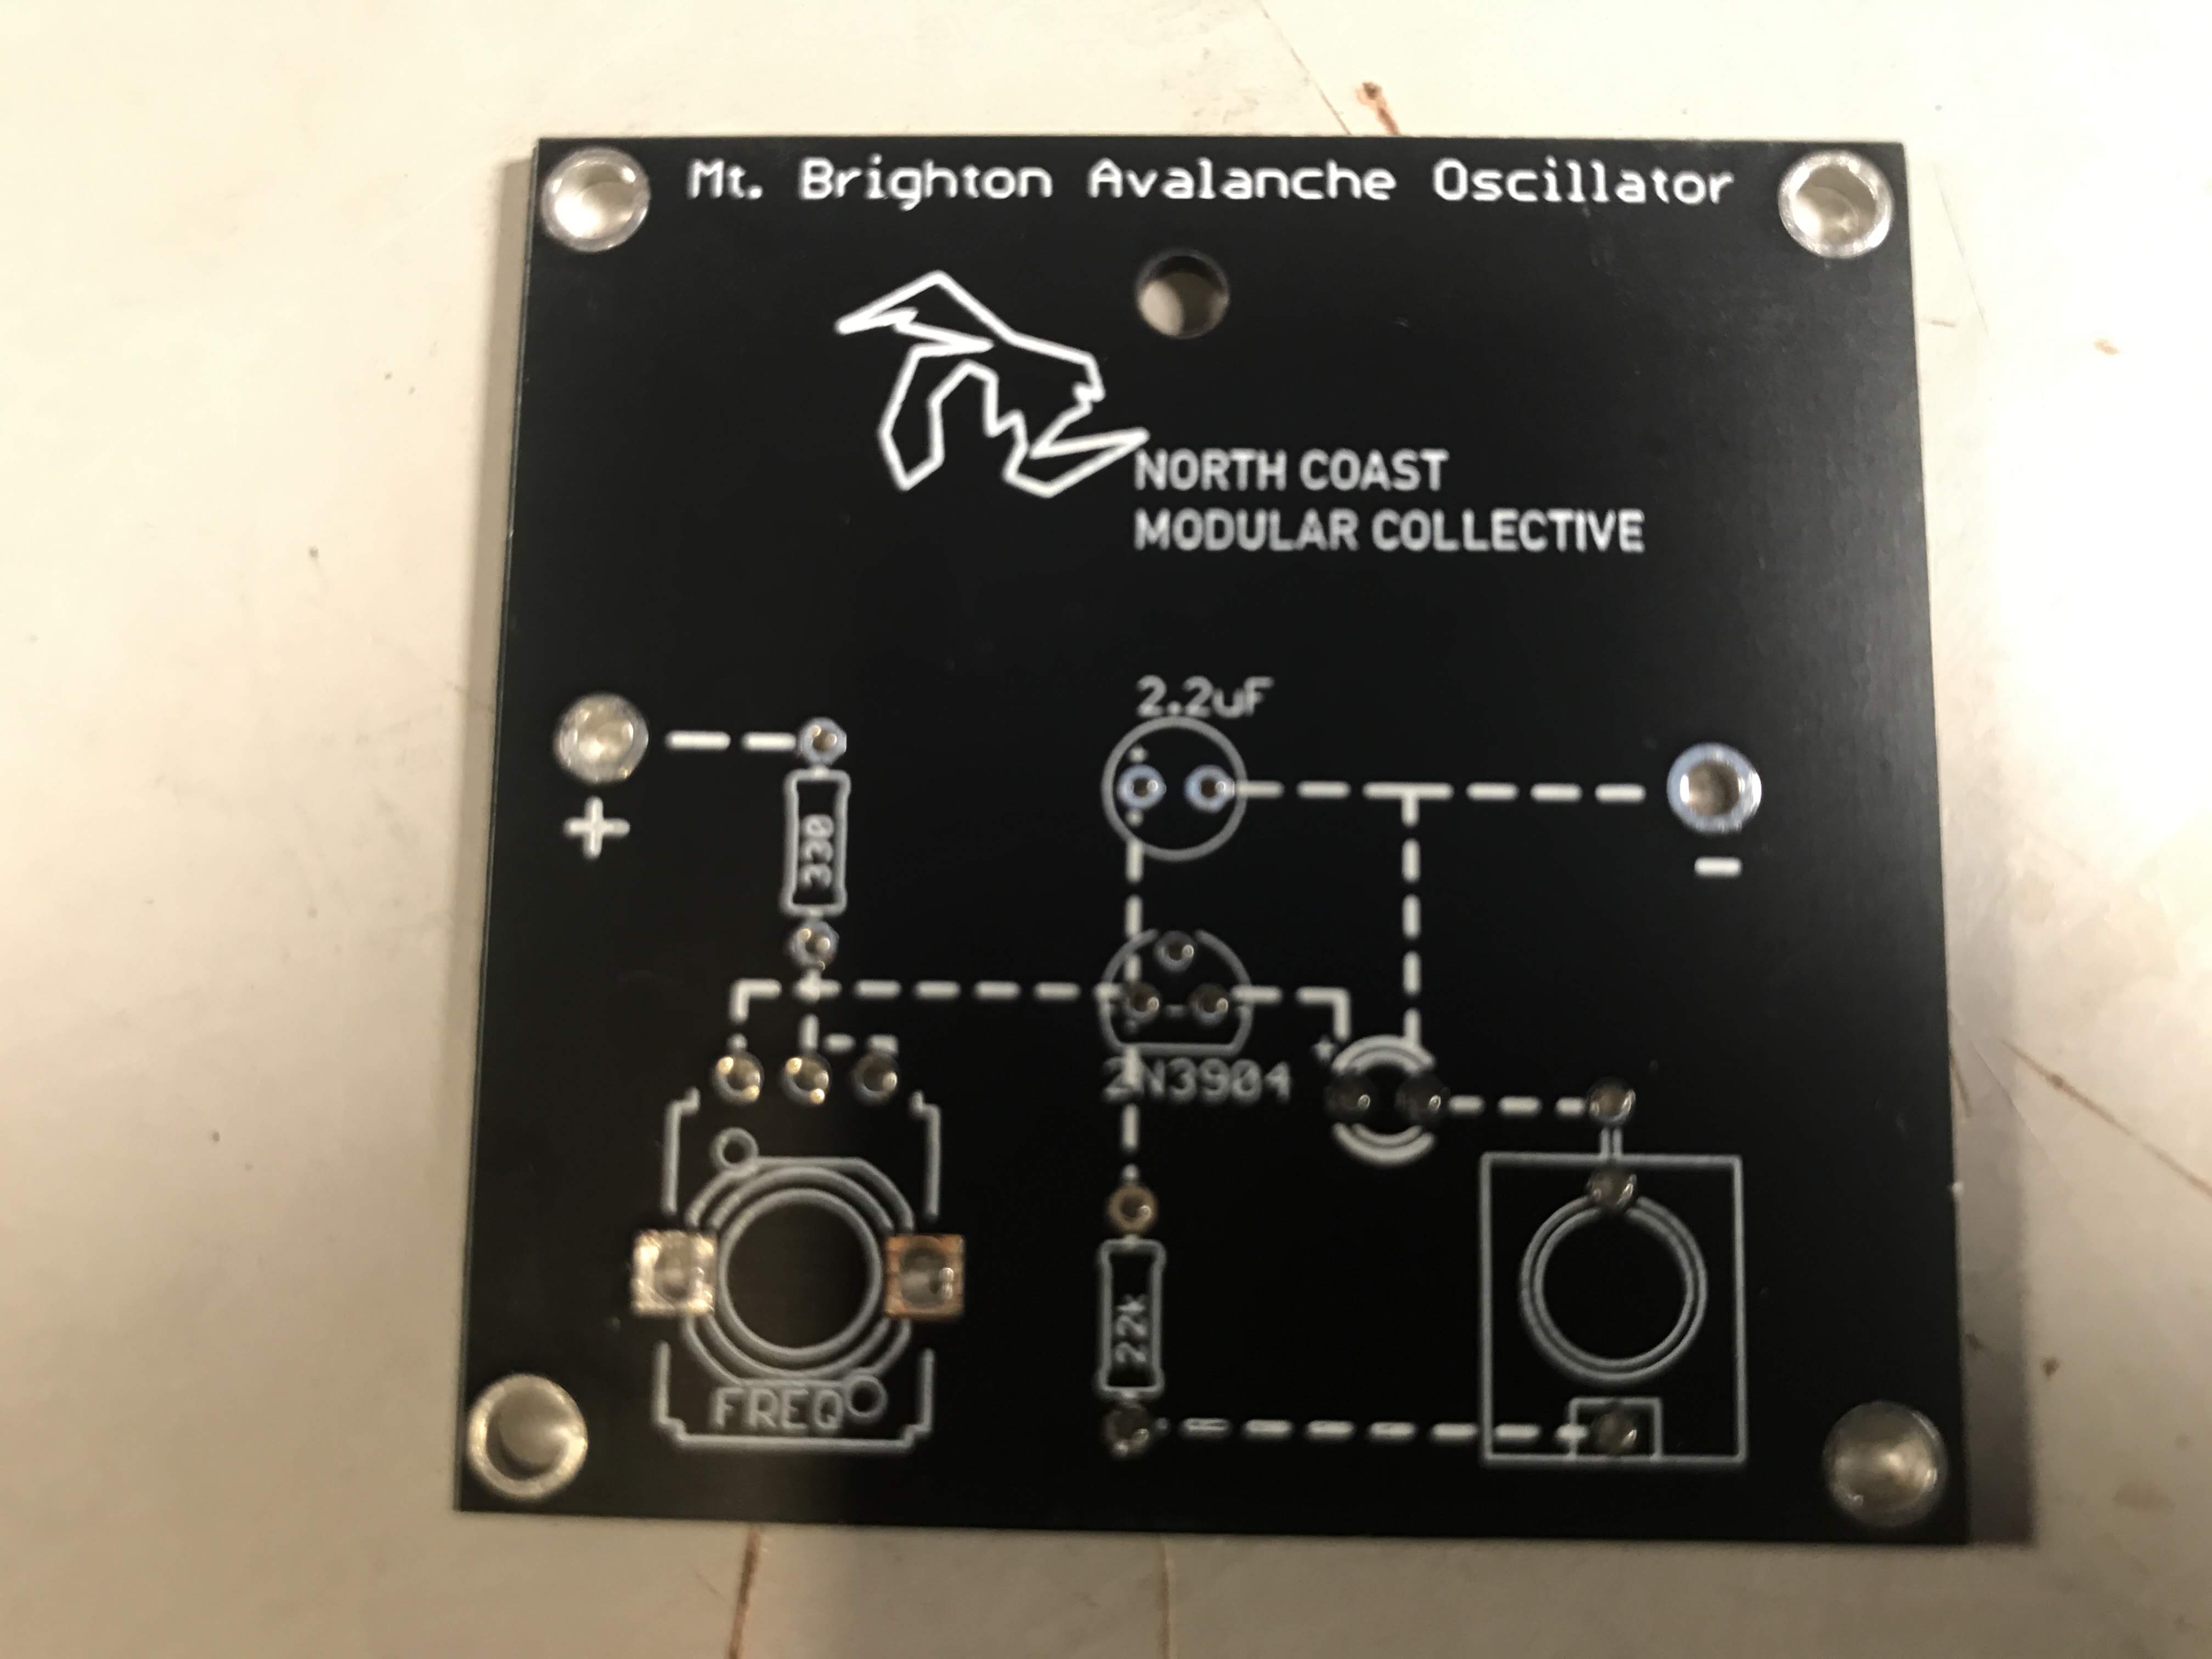 Mt. Brighton Avalanche Oscillator
NORTH COAST
MODULAR COLLECTIVE
+
330
2.2uF
-
FREQ
2N3904
+
22k